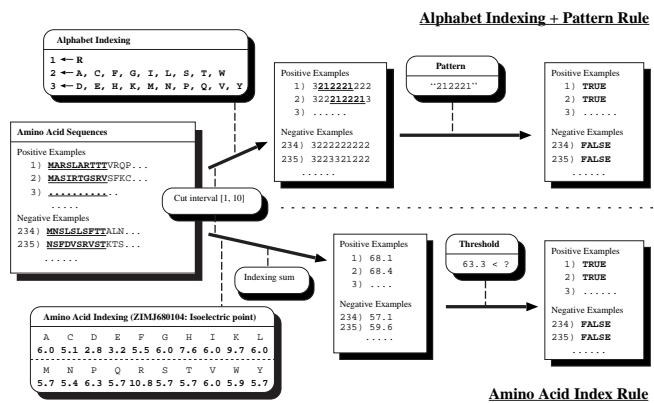 Alphabet Indexing + Pattern Rule
Alphabet Indexing
1 ← R
2 ← A, C, F, G, I, L, S, T, W
3 ← D, E, H, K, M, N, P, Q, V, Y
Positive Examples
1) 3212221222
2) 3222122213
3) ......
Negative Examples
234) 3222222222
235) 3223321222
......
Pattern
"212221"
Positive Examples
1) TRUE
2) TRUE
3) ......
Negative Examples
234) FALSE
235) FALSE
......
Amino Acid Sequences
Positive Examples
1) MARSLARTTTVRQP...
2) MASIRTGSRVSFKC...
3) ............
.....
Negative Examples
234) MNSLSLSFTTALN...
235) NSFDVSRVSTKTS...
......
Cut interval [1, 10]
Indexing sum
Positive Examples
1) 68.1
2) 68.4
3) ....
Negative Examples
234) 57.1
235) 59.6
.....
Threshold
63.3 < ?
Positive Examples
1) TRUE
2) TRUE
3) ......
Negative Examples
234) FALSE
235) FALSE
......
Amino Acid Indexing (ZIMJ680104: Isoelectric point)
A C D E F G H I K L
6.0 5.1 2.8 3.2 5.5 6.0 7.6 6.0 9.7 6.0
M N P Q R S T V W Y
5.7 5.4 6.3 5.7 10.8 5.7 5.7 6.0 5.9 5.7
Amino Acid Index Rule